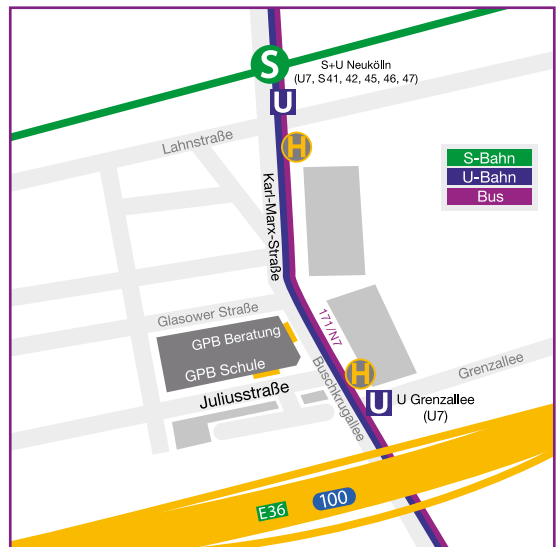 S
S+U Neukölln
(U7, S41, 42, 45, 46, 47)
U
Lahnstraße
H
S-Bahn
U-Bahn
Bus
Karl-Marx-Straße
Glasower Straße
171/N7
GPB Beratung
GPB Schule
Buschkrugallee
H
Grenzallee
Juliusstraße
U
U Grenzallee
(U7)
E36
100